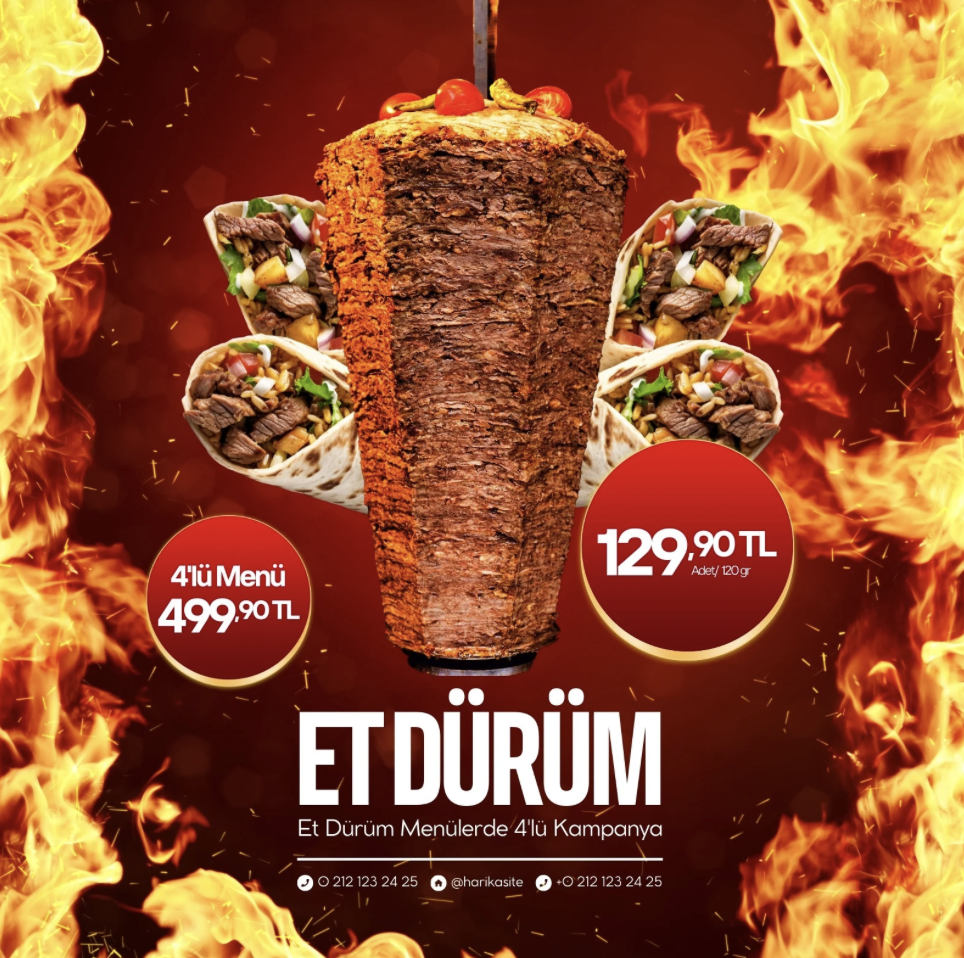 4'lü Menü
499,90 TL
129,90 TL
Adet/ 120 gr
ET DÜRÜM
Et Dürüm Menülerde 4'lü Kampanya
0 212 123 24 25 @harikasite +0 212 123 24 25